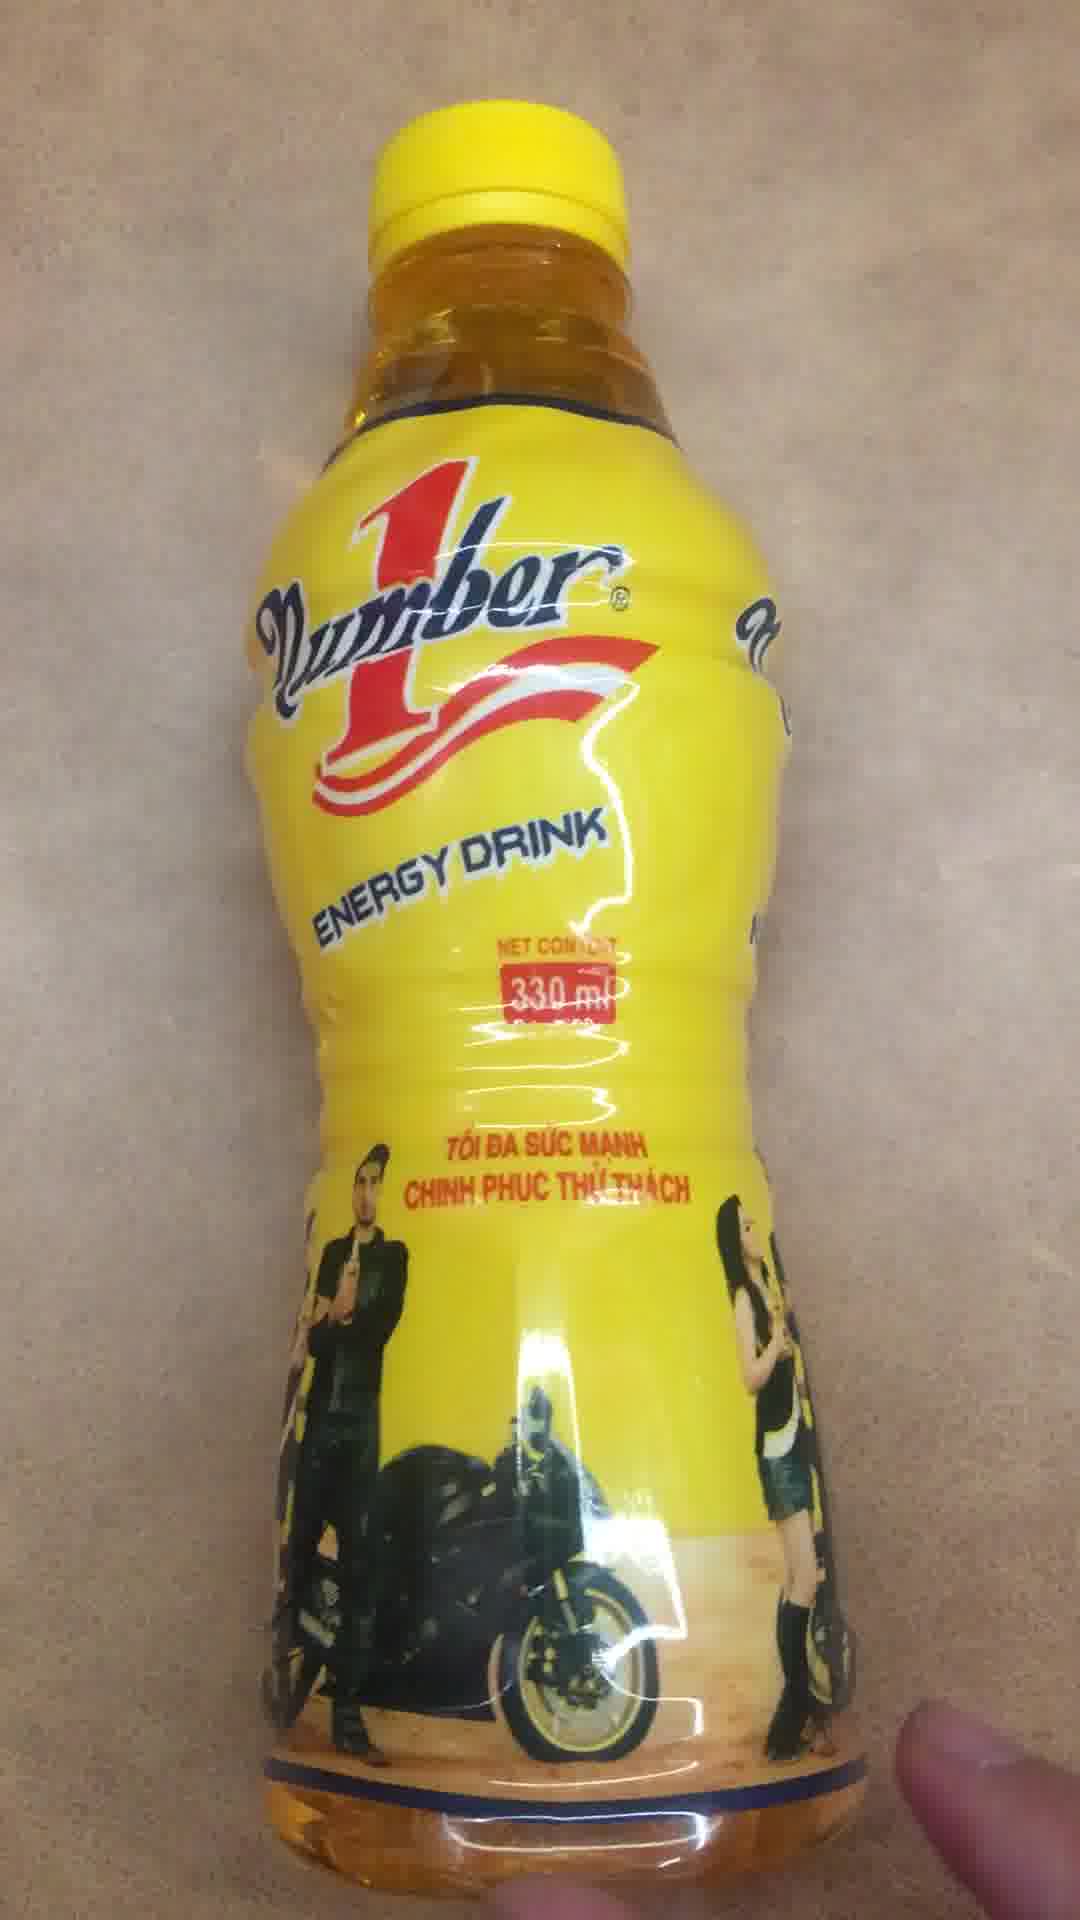 Number 1®
ENERGY DRINK
NET CONTENT
330 ml
TỐI ĐA SỨC MẠNH
CHINH PHỤC THỬ THÁCH